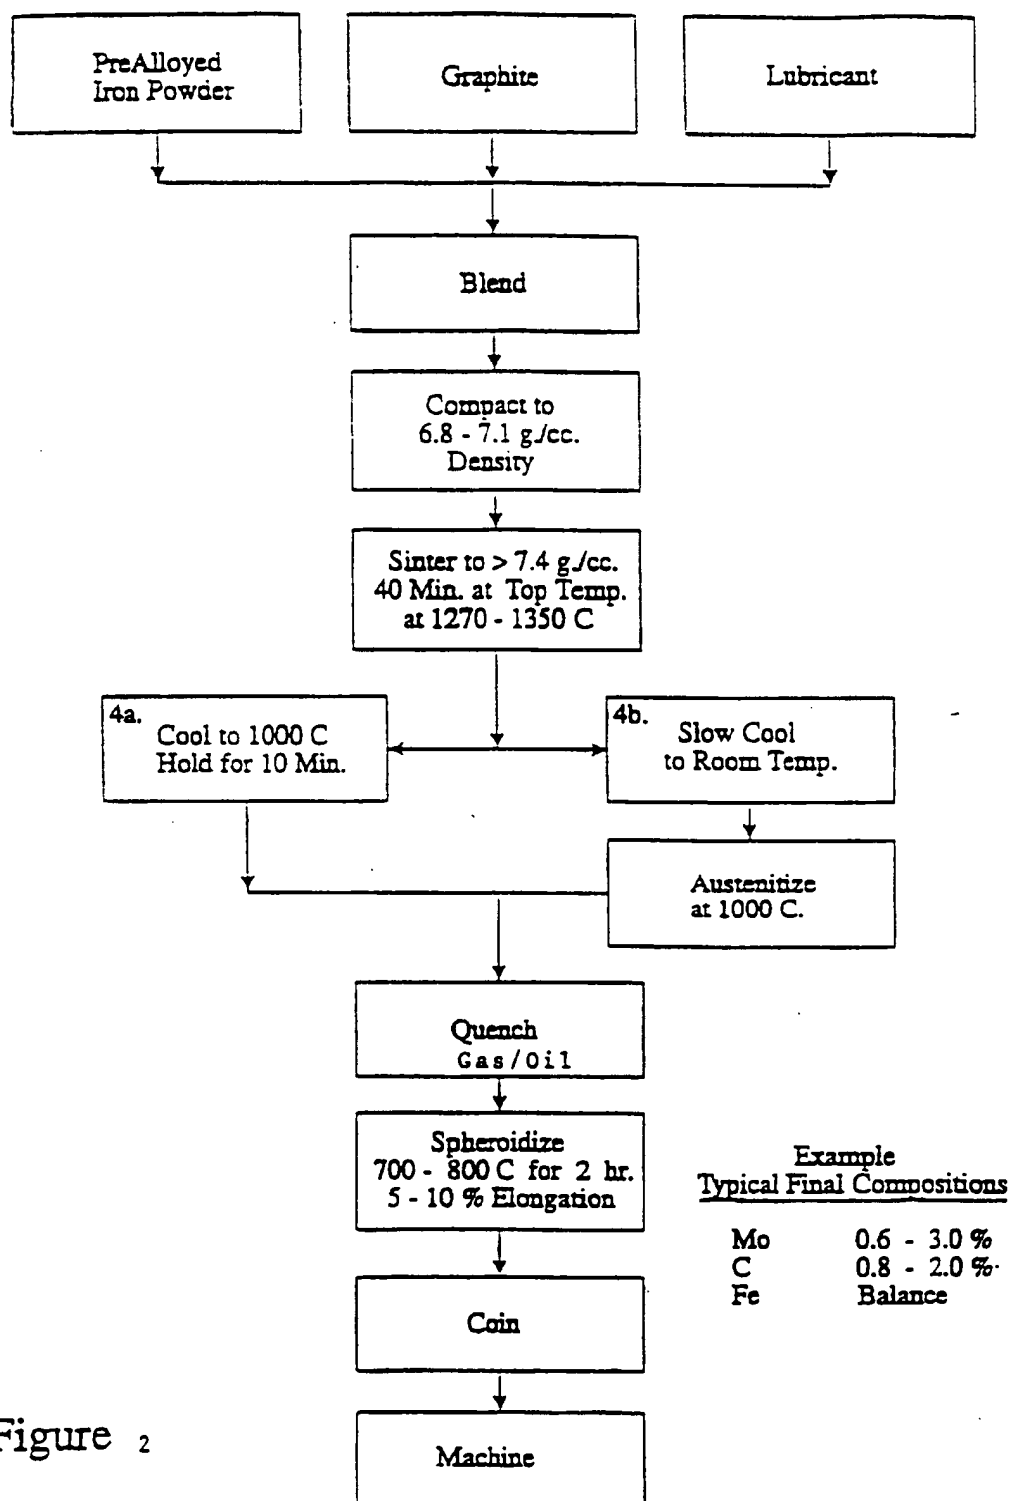 PreAlloyed
Iron Powder
Graphite
Lubricant
Blend
Compact to
6.8 - 7.1 g./cc.
Density
Sinter to > 7.4 g./cc.
40 Min. at Top Temp.
at 1270 - 1350 C
4a.
Cool to 1000 C
Hold for 10 Min.
4b.
Slow Cool
to Room Temp.
Austenitize
at 1000 C.
Quench
Gas/Oil
Spheroidize
700 - 800 C for 2 hr.
5 - 10 % Elongation
Example
Typical Final Compositions
Mo 0.6 - 3.0 %
C 0.8 - 2.0 %
Fe Balance
Coin
Machine
Figure 2